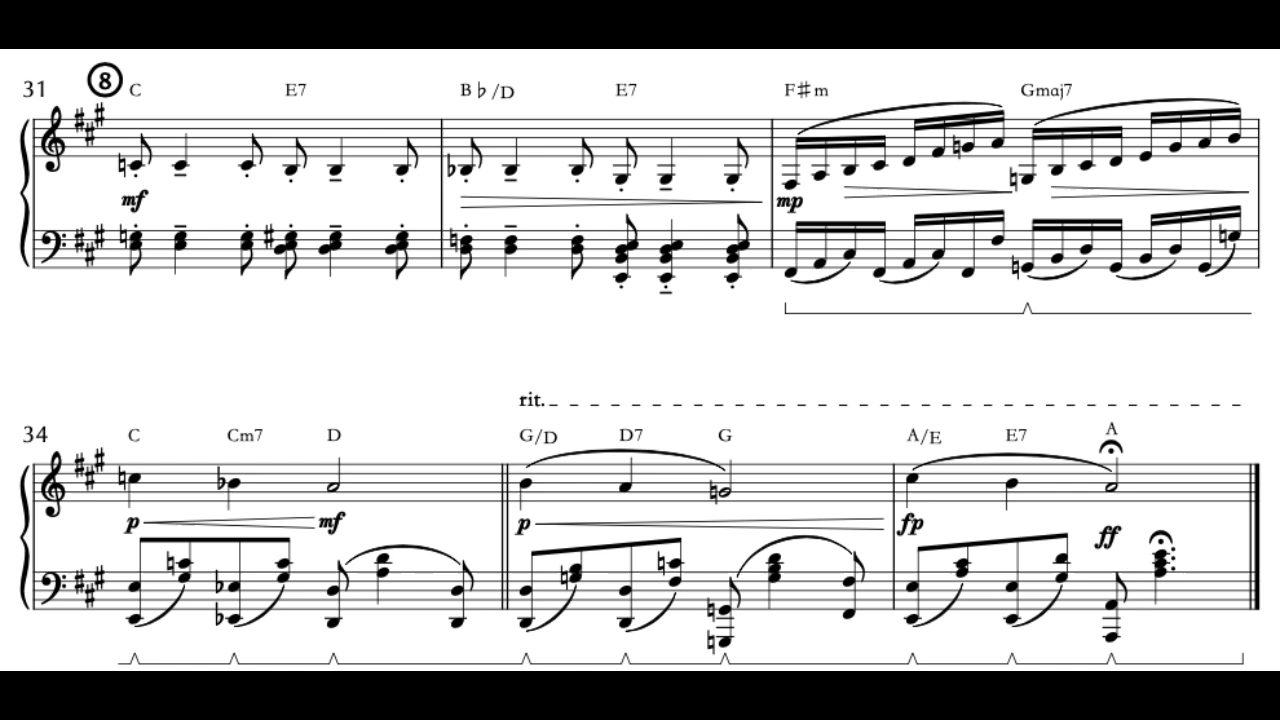 31 8 C E7 B♭/D E7 F♯m Gmaj7
mf mp
rit.
34 C Cm7 D G/D D7 G A/E E7 A
p mf p fp ff